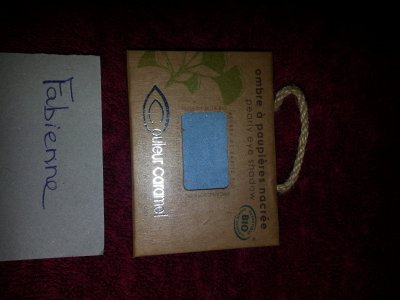 Fabienne
ombre à paupières nacrée
pearly eye shadow
couleur caramel
BIO